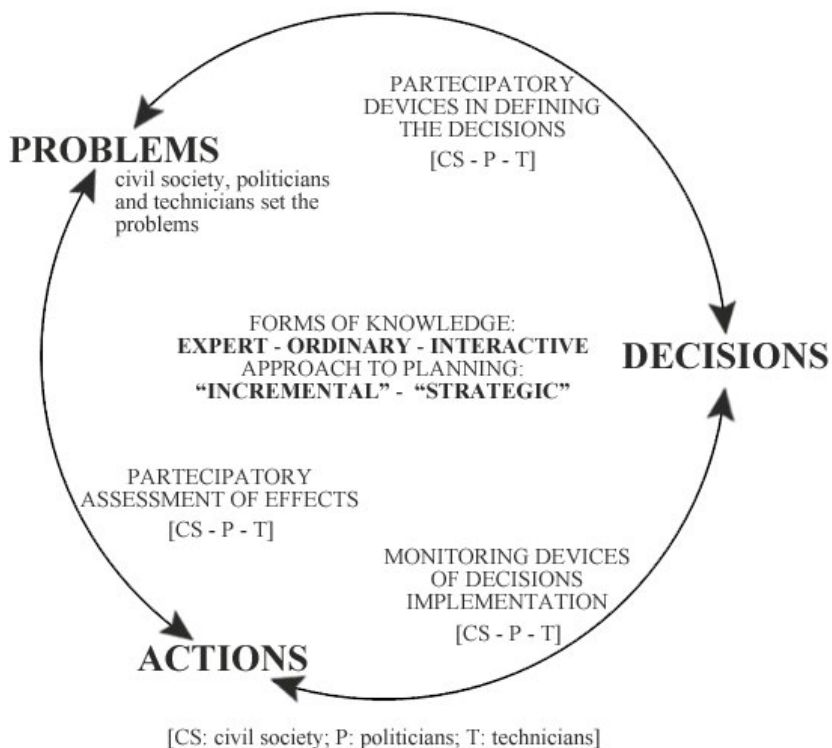 PARTECIPATORY
DEVICES IN DEFINING
THE DECISIONS
[CS - P - T]
PROBLEMS
civil society, politicians
and technicians set the
problems
FORMS OF KNOWLEDGE:
EXPERT - ORDINARY - INTERACTIVE
APPROACH TO PLANNING:
“INCREMENTAL” - “STRATEGIC”
DECISIONS
PARTECIPATORY
ASSESSMENT OF EFFECTS
[CS - P - T]
MONITORING DEVICES
OF DECISIONS
IMPLEMENTATION
[CS - P - T]
ACTIONS
[CS: civil society; P: politicians; T: technicians]